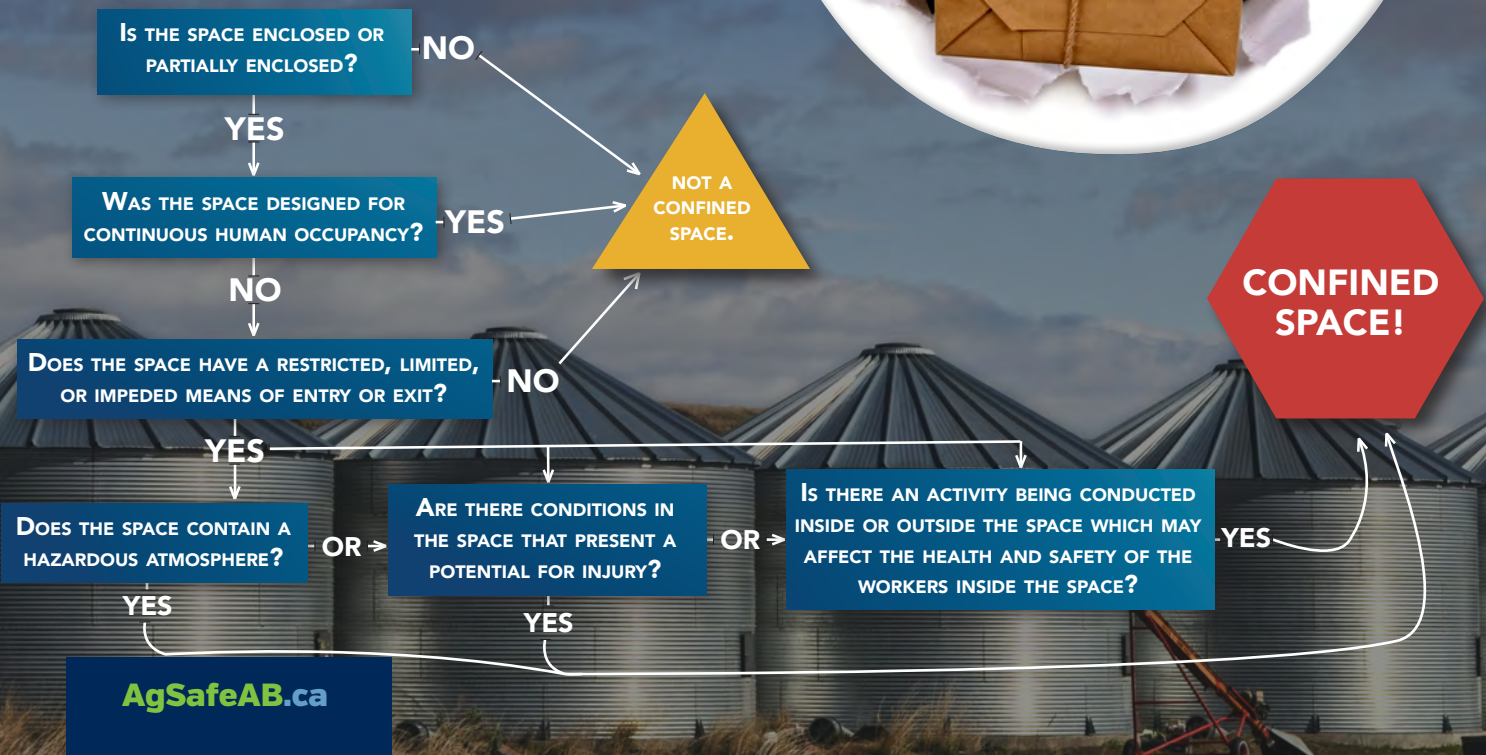 Is the space enclosed or
partially enclosed?
NO
YES
Was the space designed for
continuous human occupancy?
YES
NO
Does the space have a restricted, limited,
or impeded means of entry or exit?
NO
YES
not a
confined
space.
CONFINED
SPACE!
Does the space contain a
hazardous atmosphere?
OR
Are there conditions in
the space that present a
potential for injury?
OR
Is there an activity being conducted
inside or outside the space which may
affect the health and safety of the
workers inside the space?
YES
YES
YES
AgSafeAB.ca